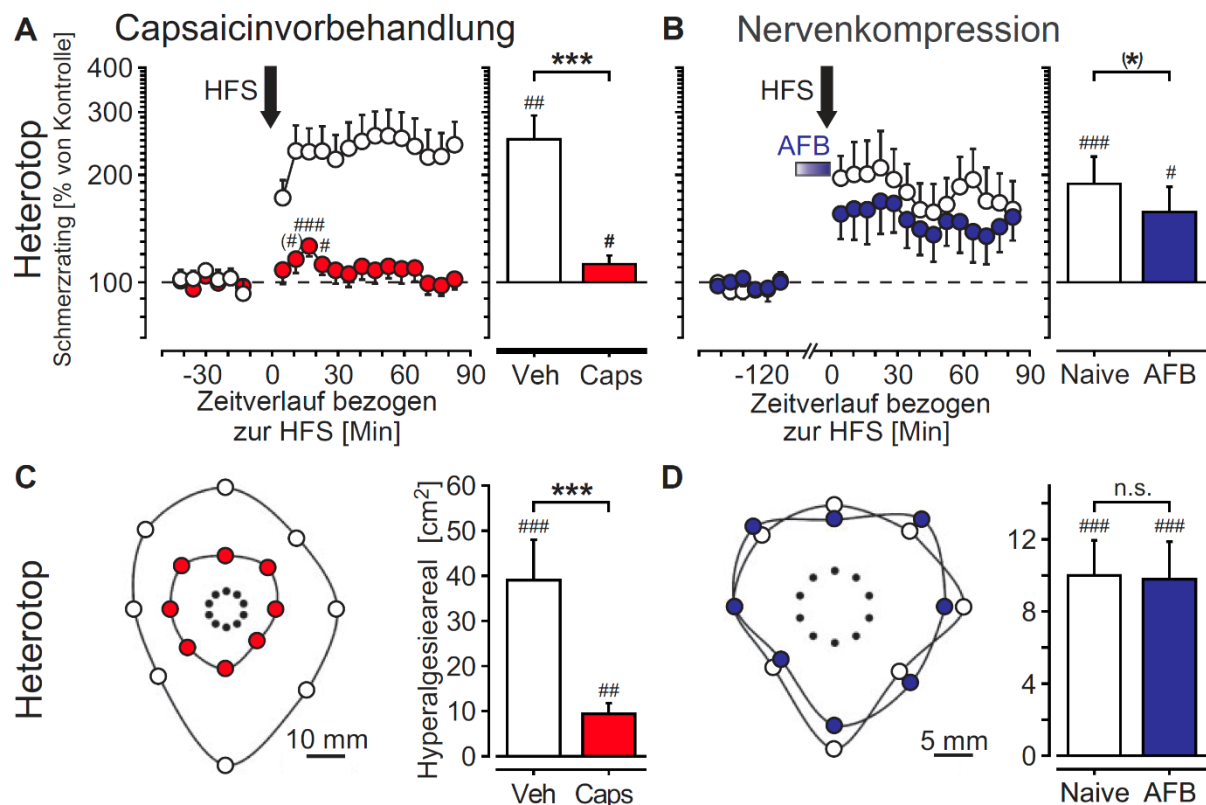 A Capsaicinvorbehandlung
Schmerzrating [% von Kontrolle]
Heterotop
400
300
200
100
HFS
(#)
###
#
-30 0 30 60 90
Zeitverlauf bezogen
zur HFS [Min]
***
##
#
Veh Caps
B Nervenkompression
HFS
AFB
-120 0 30 60 90
Zeitverlauf bezogen
zur HFS [Min]
(*)
###
#
Naive AFB
C
Heterotop
10 mm
Hyperalgesieareal [cm²]
60
50
40
30
20
10
0
***
###
##
Veh Caps
D
5 mm
12
8
4
0
n.s.
### ###
Naive AFB